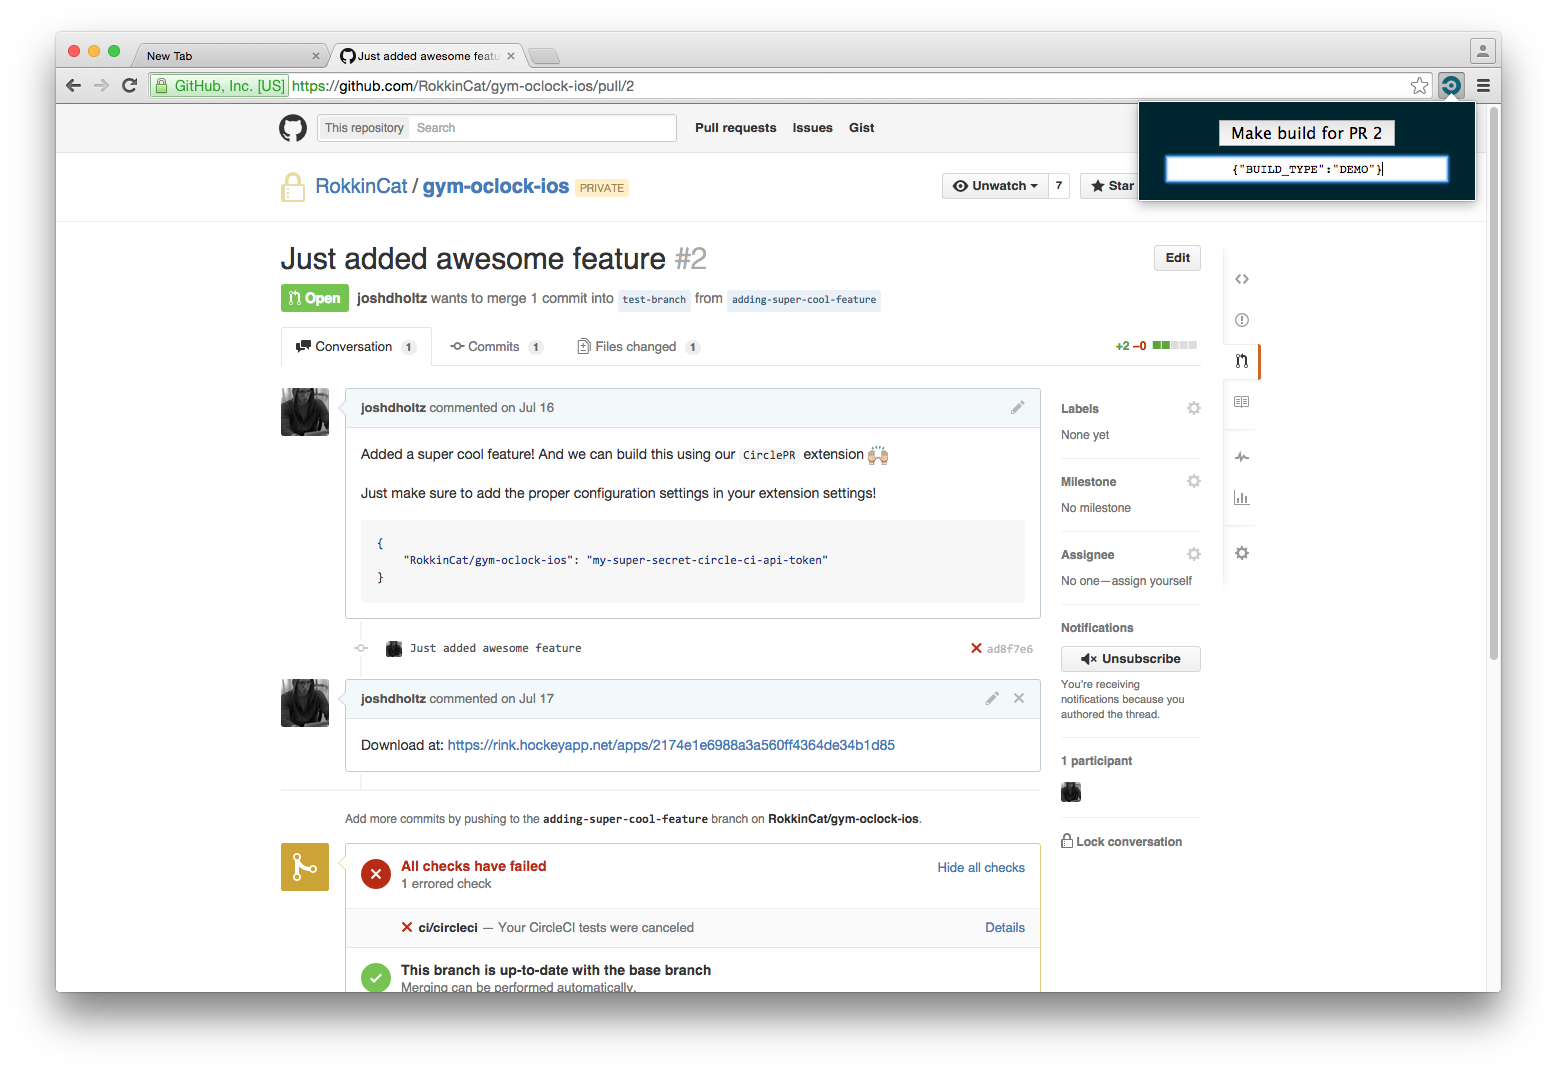 New Tab
Just added awesome featu
GitHub, Inc. [US] https://github.com/RokkinCat/gym-oclock-ios/pull/2
Make build for PR 2
{"BUILD_TYPE":"DEMO"}
This repository Search
Pull requests Issues Gist
RokkinCat / gym-oclock-ios PRIVATE
Unwatch 7 Star
Just added awesome feature #2
Edit
Open joshdholtz wants to merge 1 commit into test-branch from adding-super-cool-feature
Conversation 1 Commits 1 Files changed 1
+2 −0
joshdholtz commented on Jul 16
Added a super cool feature! And we can build this using our CirclePR extension 🙌
Just make sure to add the proper configuration settings in your extension settings!
{
"RokkinCat/gym-oclock-ios": "my-super-secret-circle-ci-api-token"
}
Just added awesome feature ad8f7e6
joshdholtz commented on Jul 17
Download at: https://rink.hockeyapp.net/apps/2174e1e6988a3a560ff4364de34b1d85
Add more commits by pushing to the adding-super-cool-feature branch on RokkinCat/gym-oclock-ios.
All checks have failed
1 errored check
Hide all checks
ci/circleci — Your CircleCI tests were canceled
Details
This branch is up-to-date with the base branch
Merging can be performed automatically.
Labels
None yet
Milestone
No milestone
Assignee
No one—assign yourself
Notifications
Unsubscribe
You're receiving
notifications because you
authored the thread.
1 participant
Lock conversation